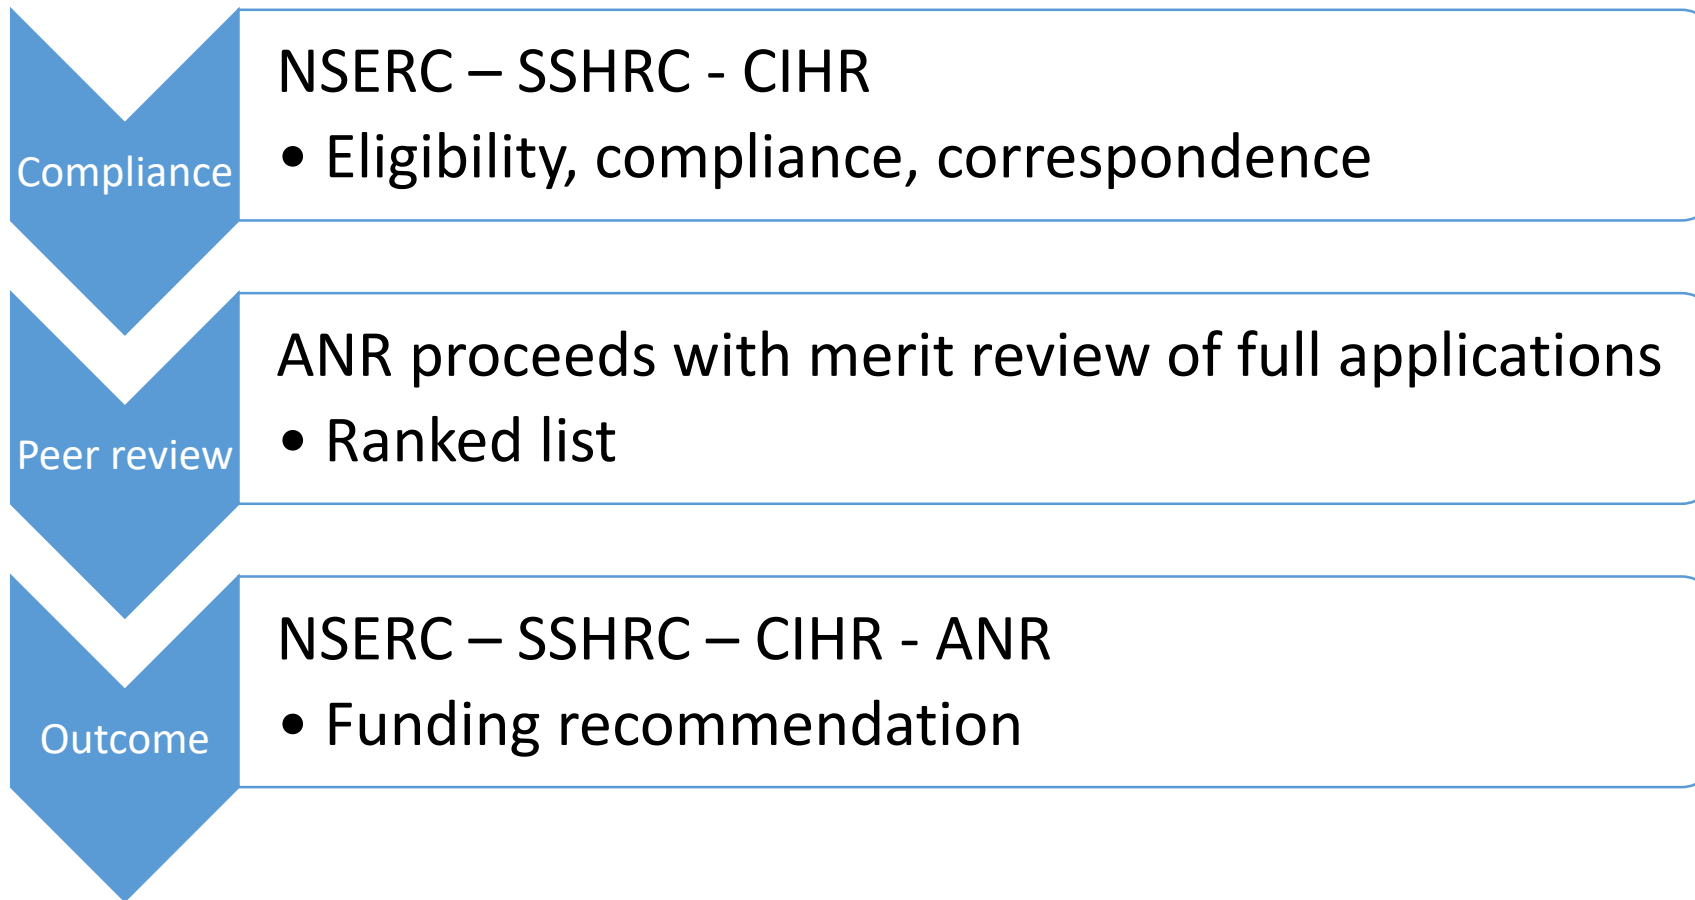 Compliance
NSERC – SSHRC - CIHR
• Eligibility, compliance, correspondence
Peer review
ANR proceeds with merit review of full applications
• Ranked list
Outcome
NSERC – SSHRC – CIHR - ANR
• Funding recommendation